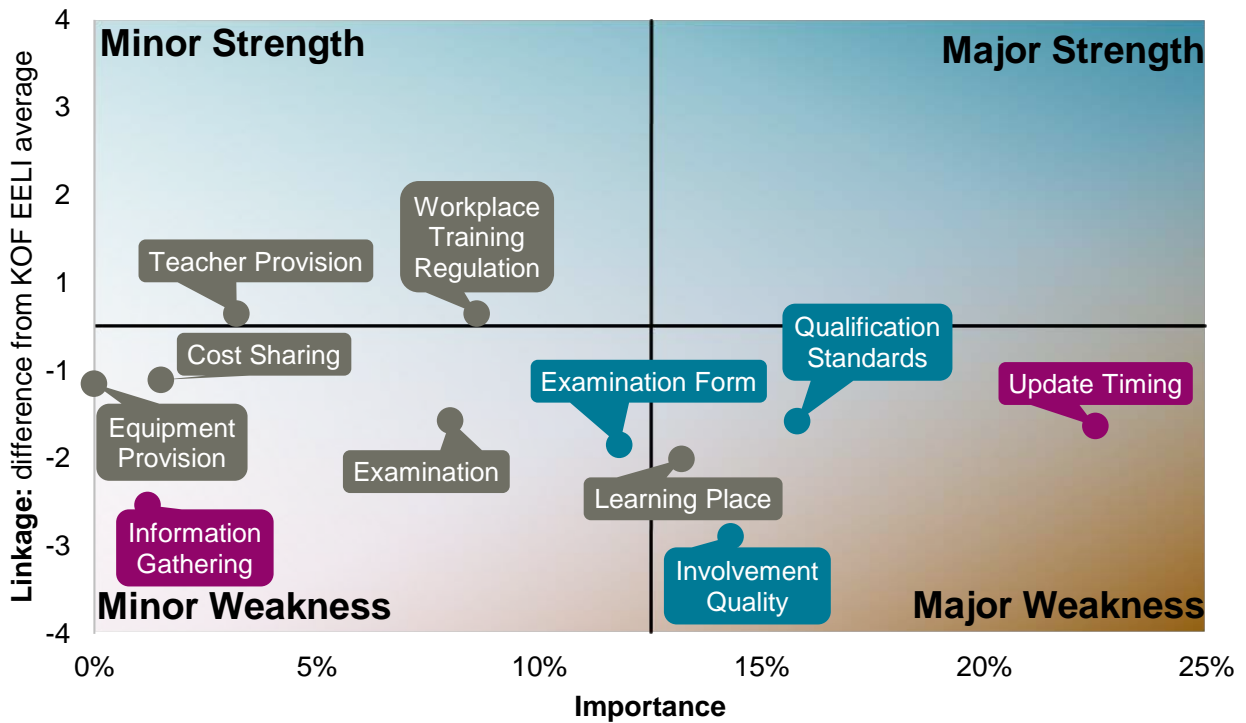 Linkage: difference from KOF EELI average
4
3
2
1
-1
-2
-3
-4
Minor Strength
Major Strength
Workplace
Training
Regulation
Teacher Provision
Cost Sharing
Qualification
Standards
Examination Form
Update Timing
Equipment
Provision
Examination
Learning Place
Information
Gathering
Involvement
Quality
Minor Weakness
Major Weakness
0%
5%
10%
15%
20%
25%
Importance